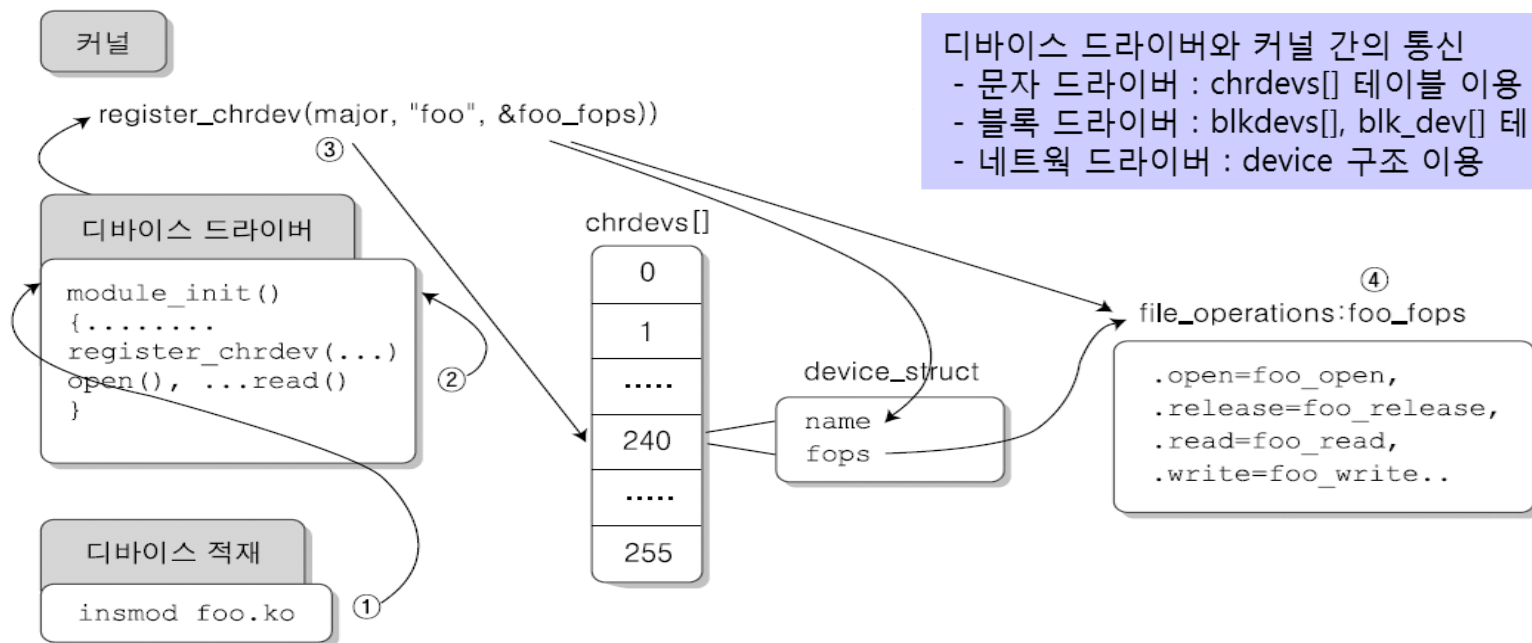 커널
디바이스 드라이버와 커널 간의 통신
- 문자 드라이버 : chrdevs[] 테이블 이용
- 블록 드라이버 : blkdevs[], blk_dev[] 테
- 네트웍 드라이버 : device 구조 이용
register_chrdev(major, "foo", &foo_fops))
③
디바이스 드라이버
module_init()
{........
register_chrdev(...)
open(), ...read()
}
②
chrdevs[]
0
1
.....
240
.....
255
device_struct
name
fops
④
file_operations:foo_fops
.open=foo_open,
.release=foo_release,
.read=foo_read,
.write=foo_write..
디바이스 적재
insmod foo.ko
①